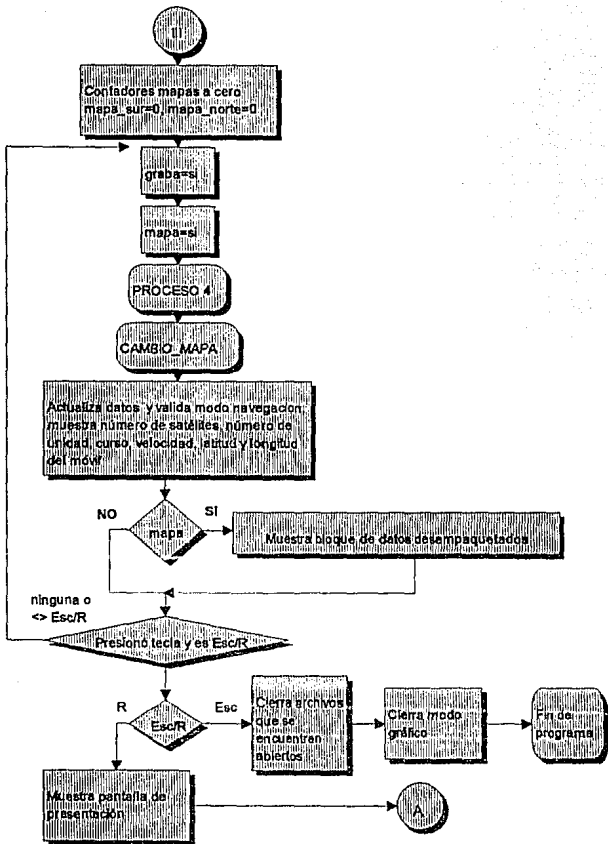 III
Contadores mapas a cero
mapa_sur=0, mapa_norte=0
graba=si
mapa=si
PROCESO 4
CAMBIO_MAPA
Actualiza datos y valida modo navegacion,
muestra número de satélites, número de
unidad, curso, velocidad, latitud y longitud
del móvil
NO
mapa
SI
Muestra bloque de datos desempaquetados
ninguna o
<> Esc/R
Presionó tecla y es Esc/R
R
Esc/R
Esc
Cierra archivos
que se
encuentran
abiertos
Cierra modo
gráfico
Fin de
programa
Muestra pantalla de
presentación
A